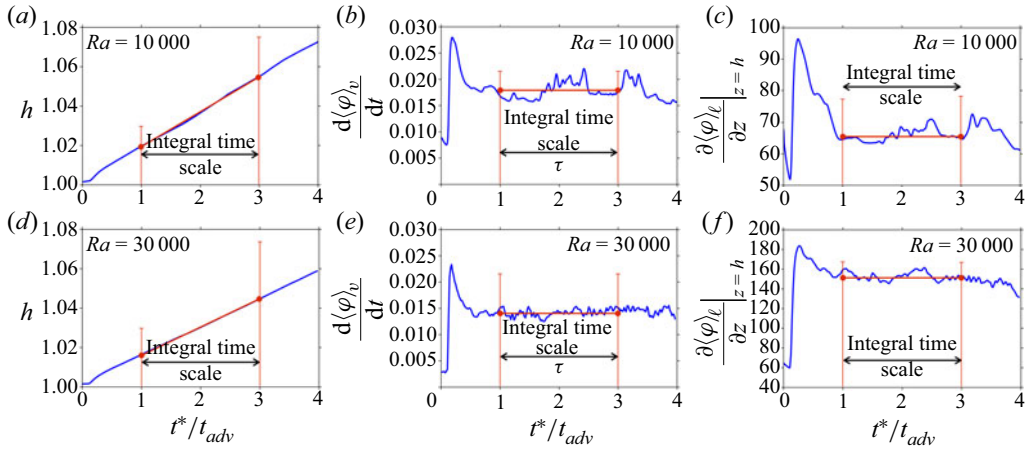 (a)
1.08
1.06
1.04
1.02
1.00
h
Ra = 10 000
Integral time
scale
0 1 2 3 4
(b)
0.030
0.025
0.020
0.015
0.010
0.005
d⟨φ⟩v
dt
Ra = 10 000
Integral time
scale
τ
0 1 2 3 4
(c)
100
90
80
70
60
50
∂⟨φ⟩ℓ
∂z
z = h
Ra = 10 000
Integral time
scale
0 1 2 3 4
(d)
1.08
1.06
1.04
1.02
1.00
h
Ra = 30 000
Integral time
scale
0 1 2 3 4
t*/tadv
(e)
0.030
0.025
0.020
0.015
0.010
0.005
d⟨φ⟩v
dt
Ra = 30 000
Integral time
scale
τ
0 1 2 3 4
t*/tadv
(f)
200
180
160
140
120
100
80
60
40
∂⟨φ⟩ℓ
∂z
z = h
Ra = 30 000
Integral time
scale
0 1 2 3 4
t*/tadv